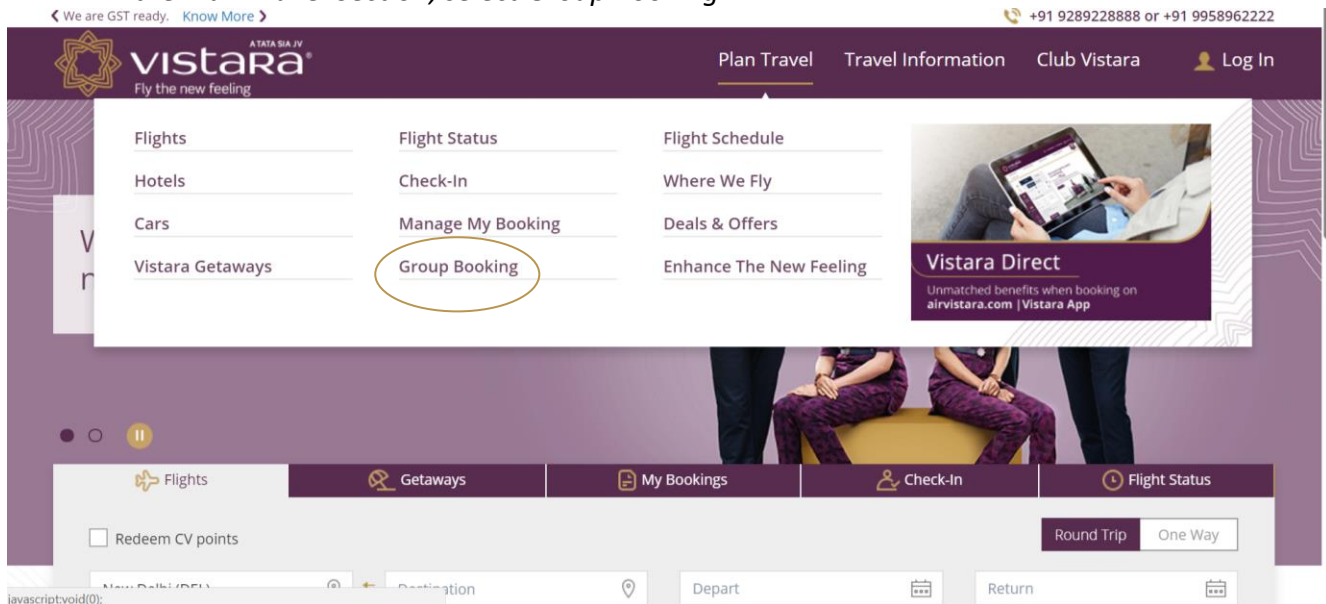 We are GST ready. Know More
+91 9289228888 or +91 9958962222
A TATA SIA JV
VISTARA
Fly the new feeling
Plan Travel Travel Information Club Vistara Log In
Flights Flight Status Flight Schedule
Hotels Check-In Where We Fly
Cars Manage My Booking Deals & Offers
Vistara Getaways Group Booking Enhance The New Feeling
Vistara Direct
Unmatched benefits when booking on
airvistara.com | Vistara App
Flights Getaways My Bookings Check-In Flight Status
Redeem CV points Round Trip One Way
Depart Return
javascript:void(0);